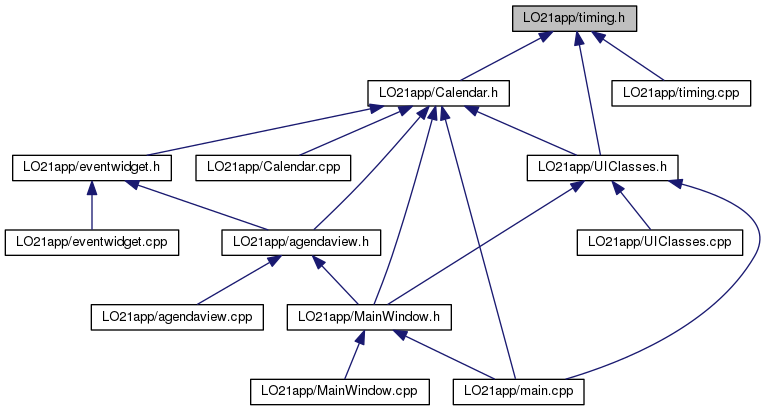 LO21app/timing.h
LO21app/Calendar.h
LO21app/timing.cpp
LO21app/eventwidget.h
LO21app/Calendar.cpp
LO21app/UIClasses.h
LO21app/eventwidget.cpp
LO21app/agendaview.h
LO21app/UIClasses.cpp
LO21app/agendaview.cpp
LO21app/MainWindow.h
LO21app/MainWindow.cpp
LO21app/main.cpp